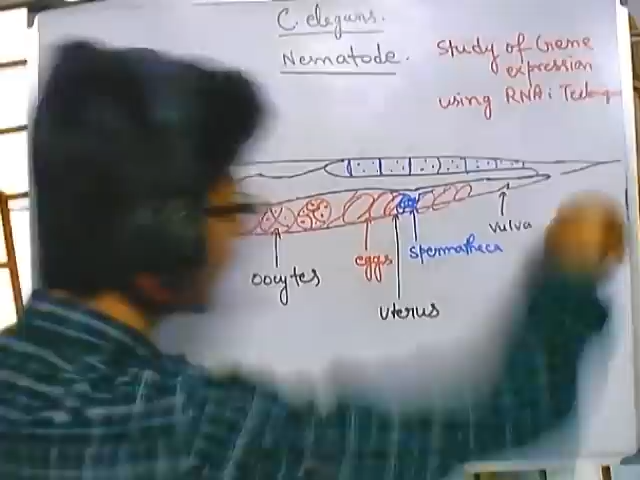 C. elegans.
Nematode.
Study of Gene
expression
using RNAi
vulva
spermatheca
eggs
oocytes
uterus